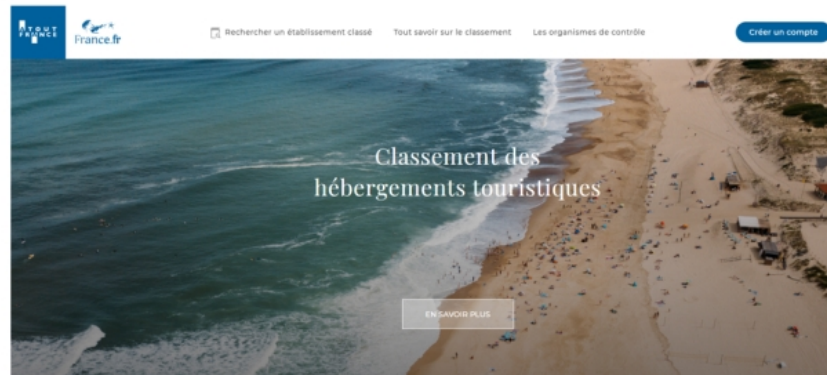 ATOUT
FRANCE
France.fr
Rechercher un établissement classé
Tout savoir sur le classement
Les organismes de contrôle
Créer un compte
Classement des
hébergements touristiques
EN SAVOIR PLUS